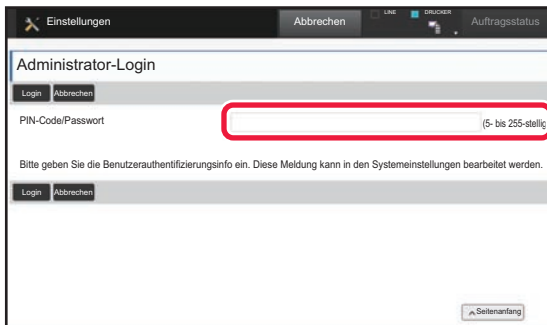 Einstellungen Abbrechen LINE DRUCKER Auftragsstatus
Administrator-Login
Login Abbrechen
PIN-Code/Passwort (5- bis 255-stellig
Bitte geben Sie die Benutzerauthentifizierungsinfo ein. Diese Meldung kann in den Systemeinstellungen bearbeitet werden.
Login Abbrechen
Seitenanfang